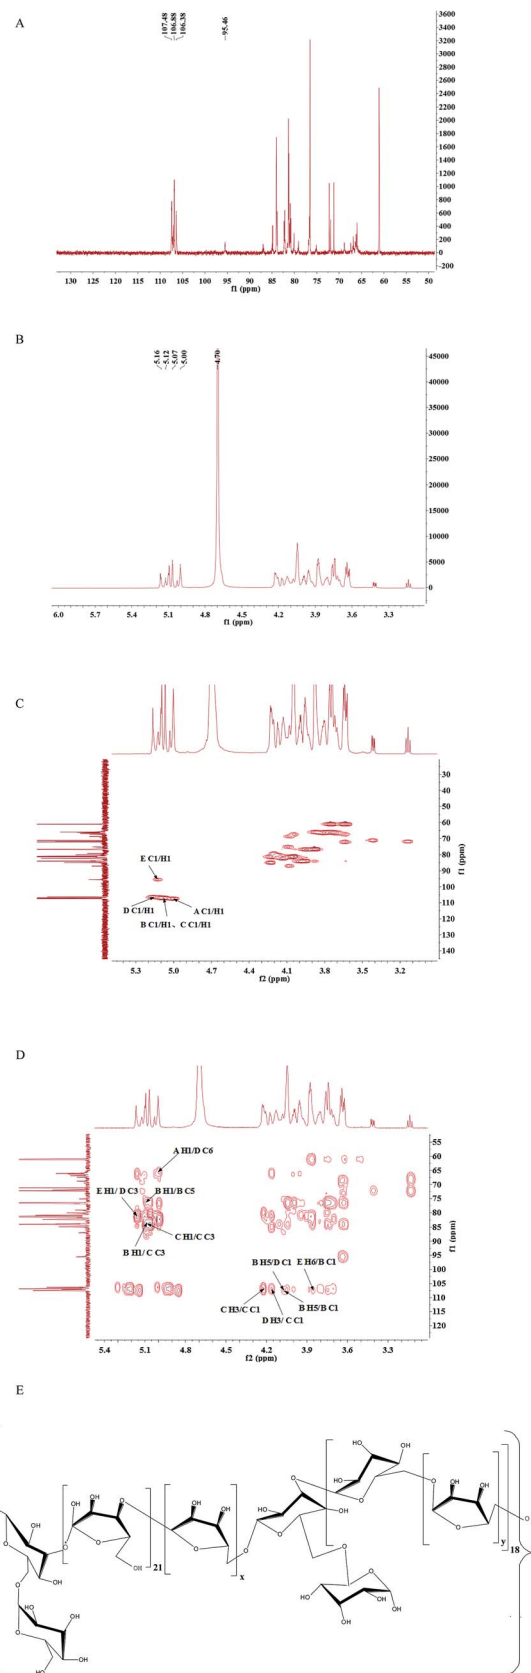 A
107.48
106.88
106.38
95.46
3600
3400
3200
3000
2800
2600
2400
2200
2000
1800
1600
1400
1200
1000
800
600
400
200
0
-200
130 125 120 115 110 105 100 95 90 85 80 75 70 65 60 55 50
f1 (ppm)
B
5.16
5.12
5.07
5.00
4.70
45000
40000
35000
30000
25000
20000
15000
10000
5000
0
6.0 5.7 5.4 5.1 4.8 4.5 4.2 3.9 3.6 3.3
f1 (ppm)
C
E C1/H1
D C1/H1
A C1/H1
B C1/H1、C C1/H1
30
40
50
60
70
80
90
100
110
120
130
140
f1 (ppm)
5.3 5.0 4.7 4.4 4.1 3.8 3.5 3.2
f2 (ppm)
D
A H1/D C6
E H1/ D C3
B H1/B C5
C H1/C C3
B H1/C C3
B H5/D C1
E H6/B C1
C H3/C C1
B H5/B C1
D H3/ C C1
55
60
65
70
75
80
85
90
95
100
105
110
115
120
f1 (ppm)
5.4 5.1 4.8 4.5 4.2 3.9 3.6 3.3
f2 (ppm)
E
HO
OH
OH
HO
O
OH
OH
O
OH
OH
OH
O
OH
21
x
y
18